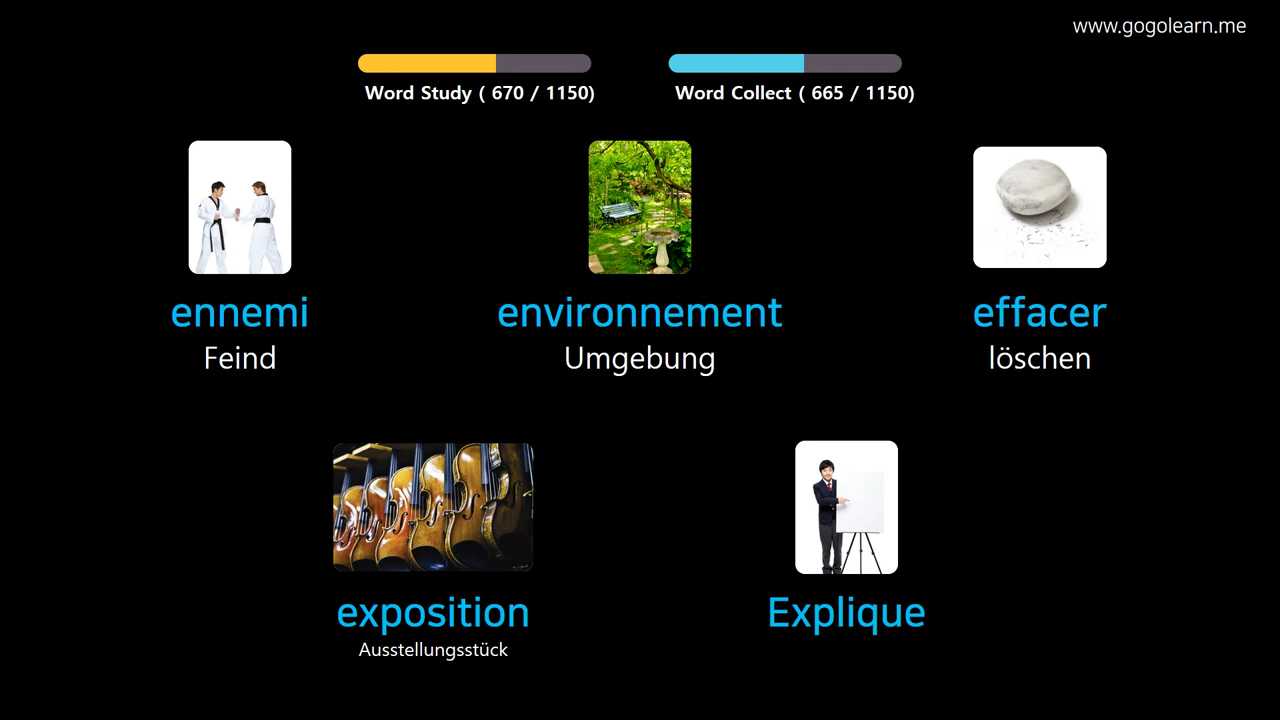 www.gogolearn.me
Word Study ( 670 / 1150)
Word Collect ( 665 / 1150)
ennemi
Feind
environnement
Umgebung
effacer
löschen
exposition
Ausstellungsstück
Explique